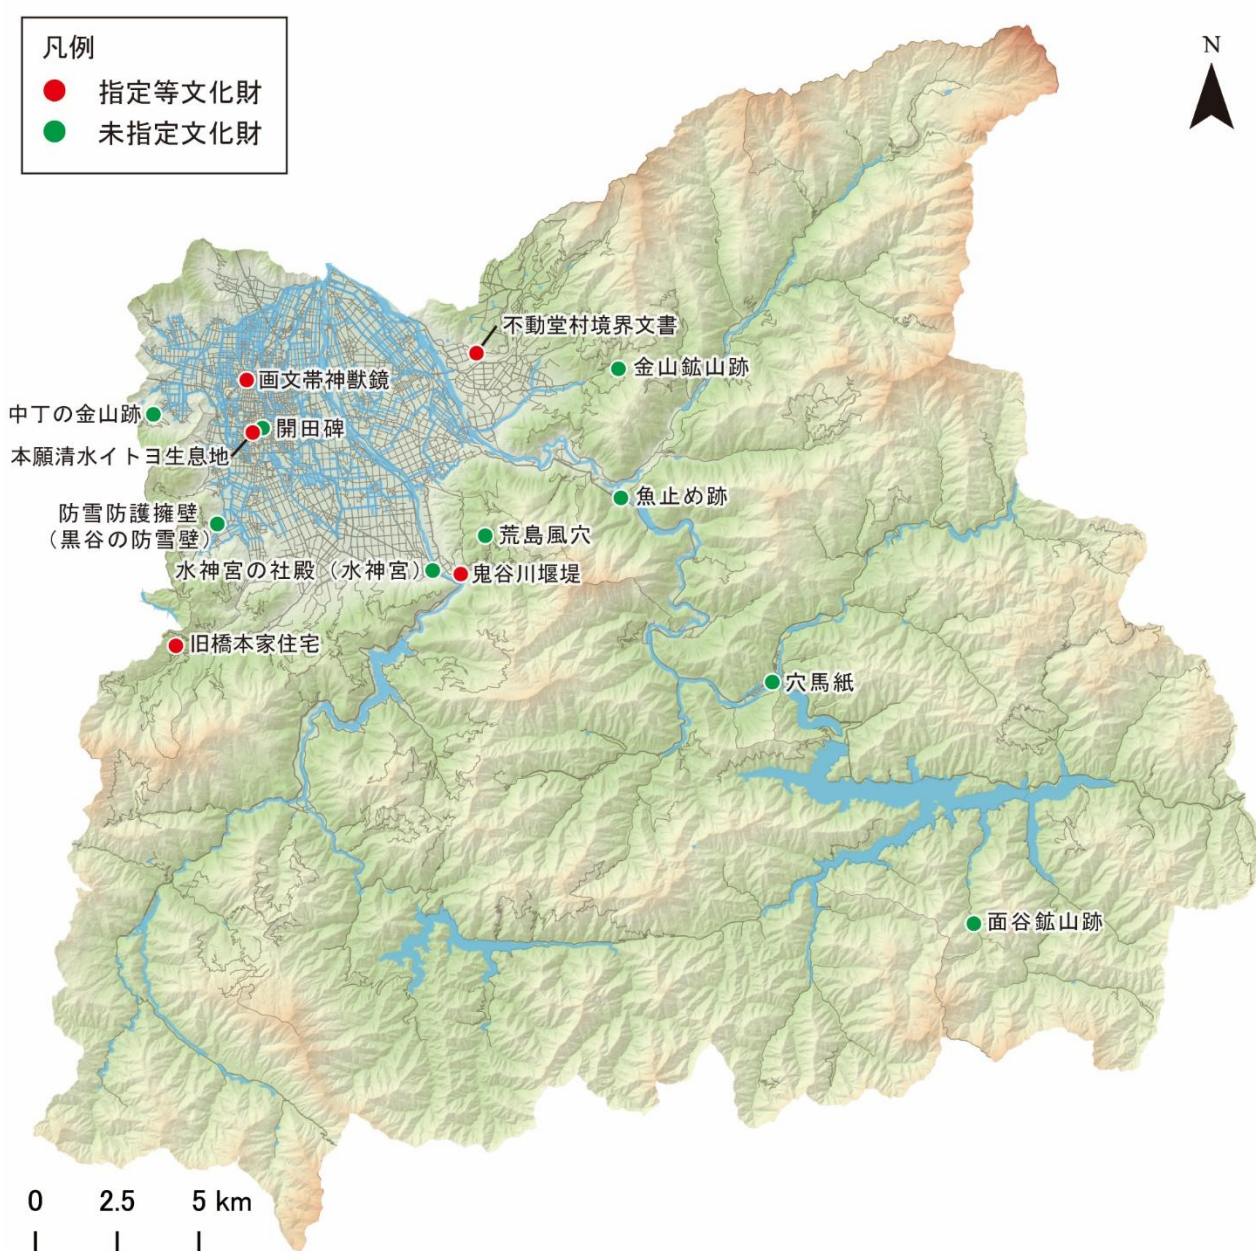 凡例
指定等文化財
未指定文化財
N
不動堂村境界文書
金山鉱山跡
画文帯神獣鏡
中丁の金山跡
開田碑
本願清水イトヨ生息地
魚止め跡
防雪防護擁壁
（黒谷の防雪壁）
荒島風穴
水神宮の社殿（水神宮）
鬼谷川堰堤
旧橋本家住宅
穴馬紙
面谷鉱山跡
0 2.5 5 km